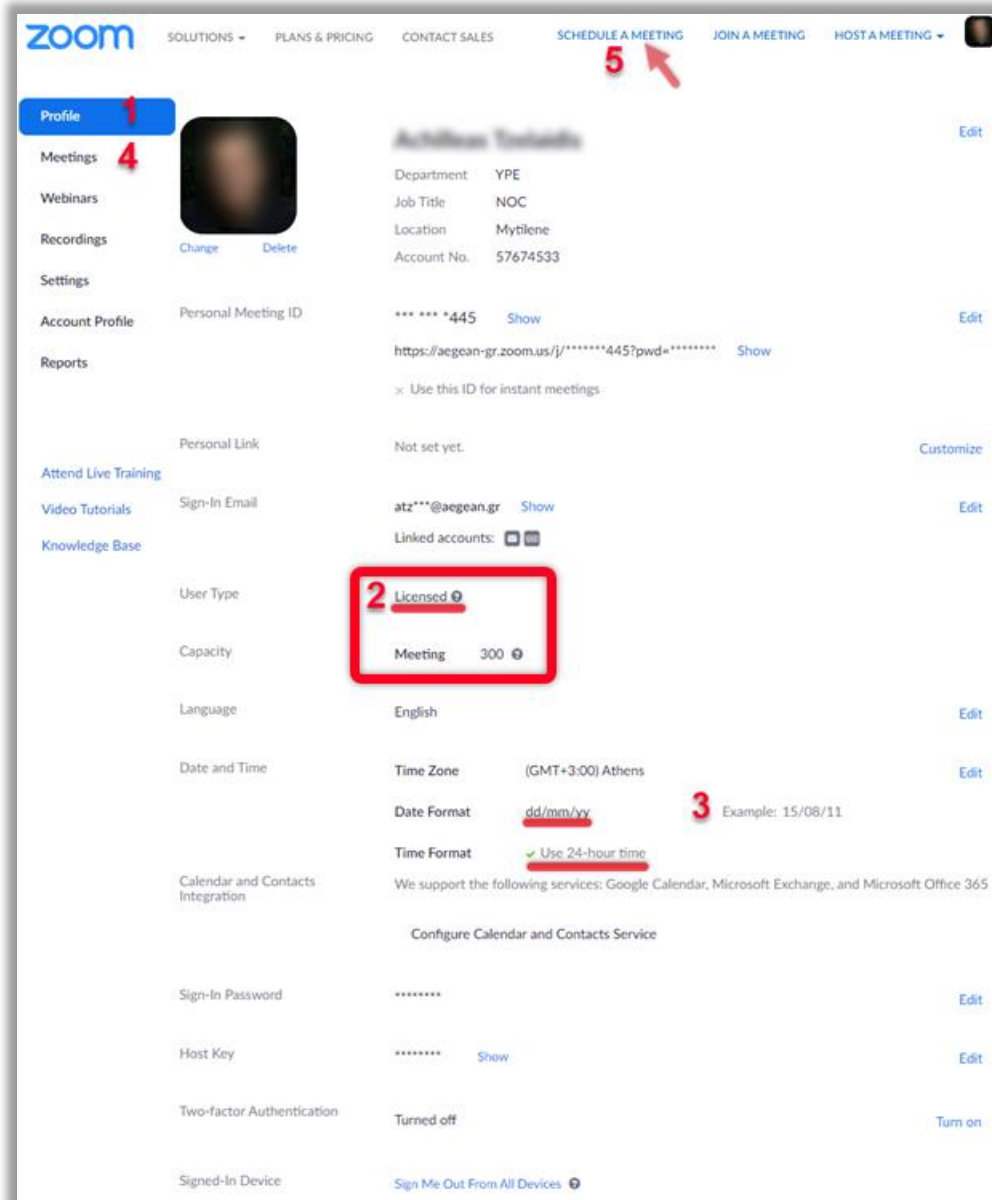 zoom SOLUTIONS PLANS & PRICING CONTACT SALES SCHEDULE A MEETING JOIN A MEETING HOST A MEETING
5
Profile 1
Meetings 4
Webinars
Recordings
Settings
Account Profile
Reports
Attend Live Training
Video Tutorials
Knowledge Base
Change Delete
Edit
Department YPE
Job Title NOC
Location Mytilene
Account No. 57674533
Personal Meeting ID *** *** *445 Show Edit
https://aegean-gr.zoom.us/j/*******445?pwd=******** Show
× Use this ID for instant meetings
Personal Link Not set yet. Customize
Sign-In Email atz***@aegean.gr Show Edit
Linked accounts:
User Type 2 Licensed
Capacity Meeting 300
Language English Edit
Date and Time Time Zone (GMT+3:00) Athens Edit
Date Format dd/mm/yy 3 Example: 15/08/11
Time Format Use 24-hour time
Calendar and Contacts
Integration
We support the following services: Google Calendar, Microsoft Exchange, and Microsoft Office 365
Configure Calendar and Contacts Service
Sign-In Password ******** Edit
Host Key ******** Show Edit
Two-factor Authentication Turned off Turn on
Signed-In Device Sign Me Out From All Devices